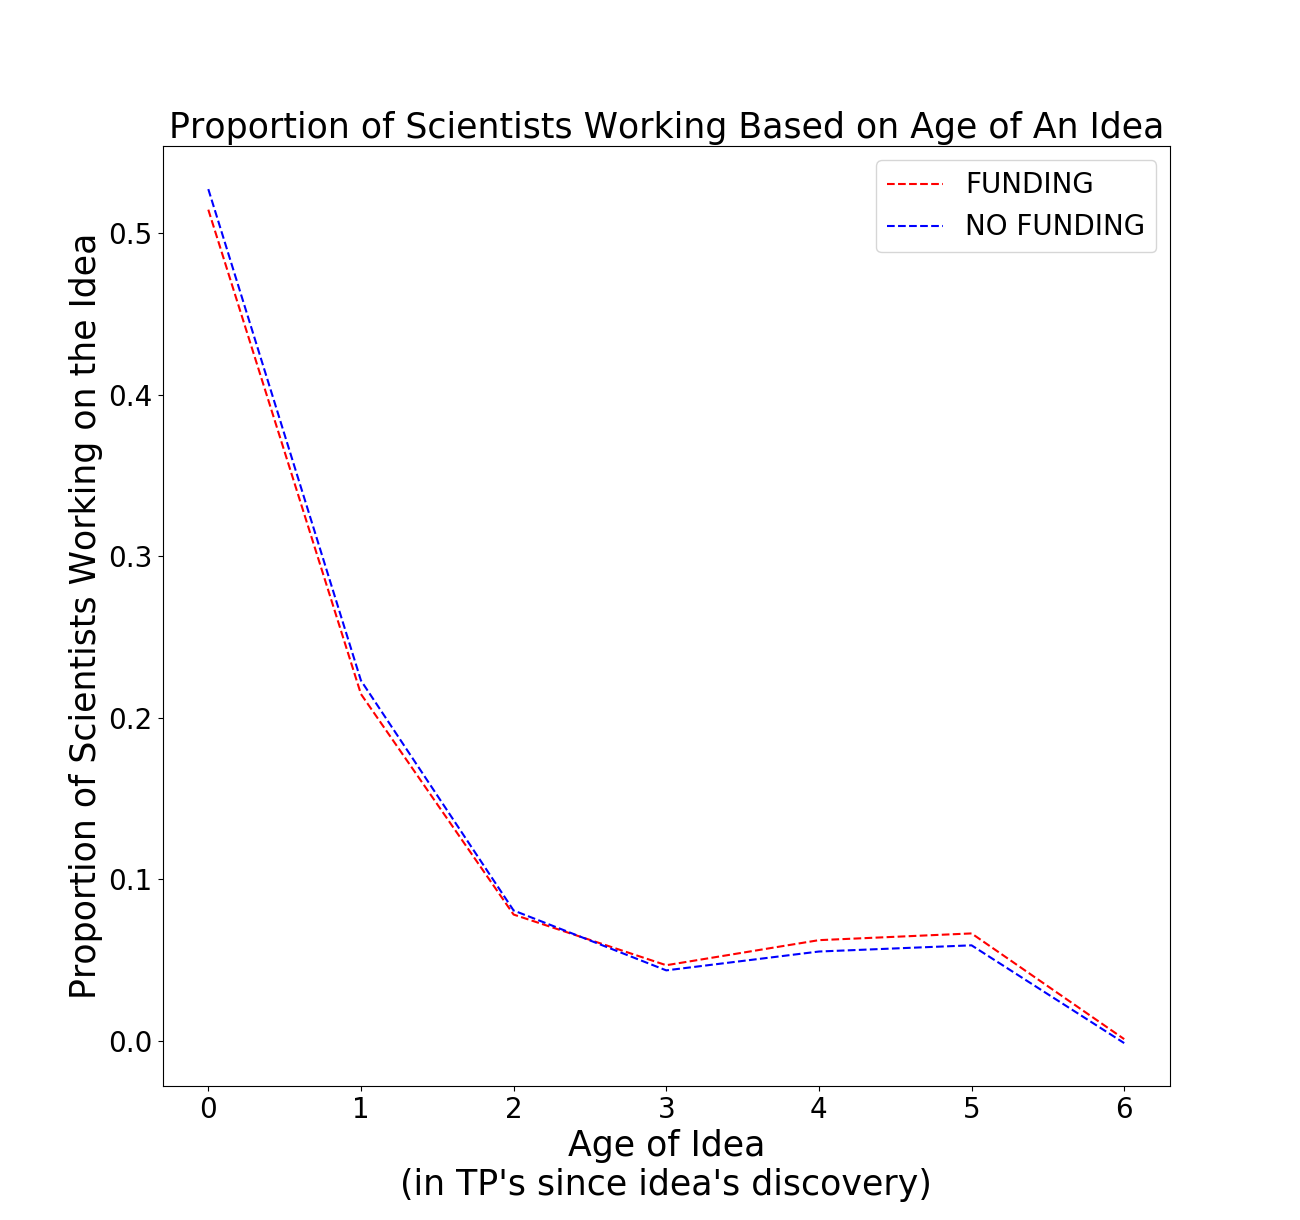 Proportion of Scientists Working Based on Age of An Idea
FUNDING
NO FUNDING
Proportion of Scientists Working on the Idea
0.5
0.4
0.3
0.2
0.1
0.0
0 1 2 3 4 5 6
Age of Idea
(in TP's since idea's discovery)